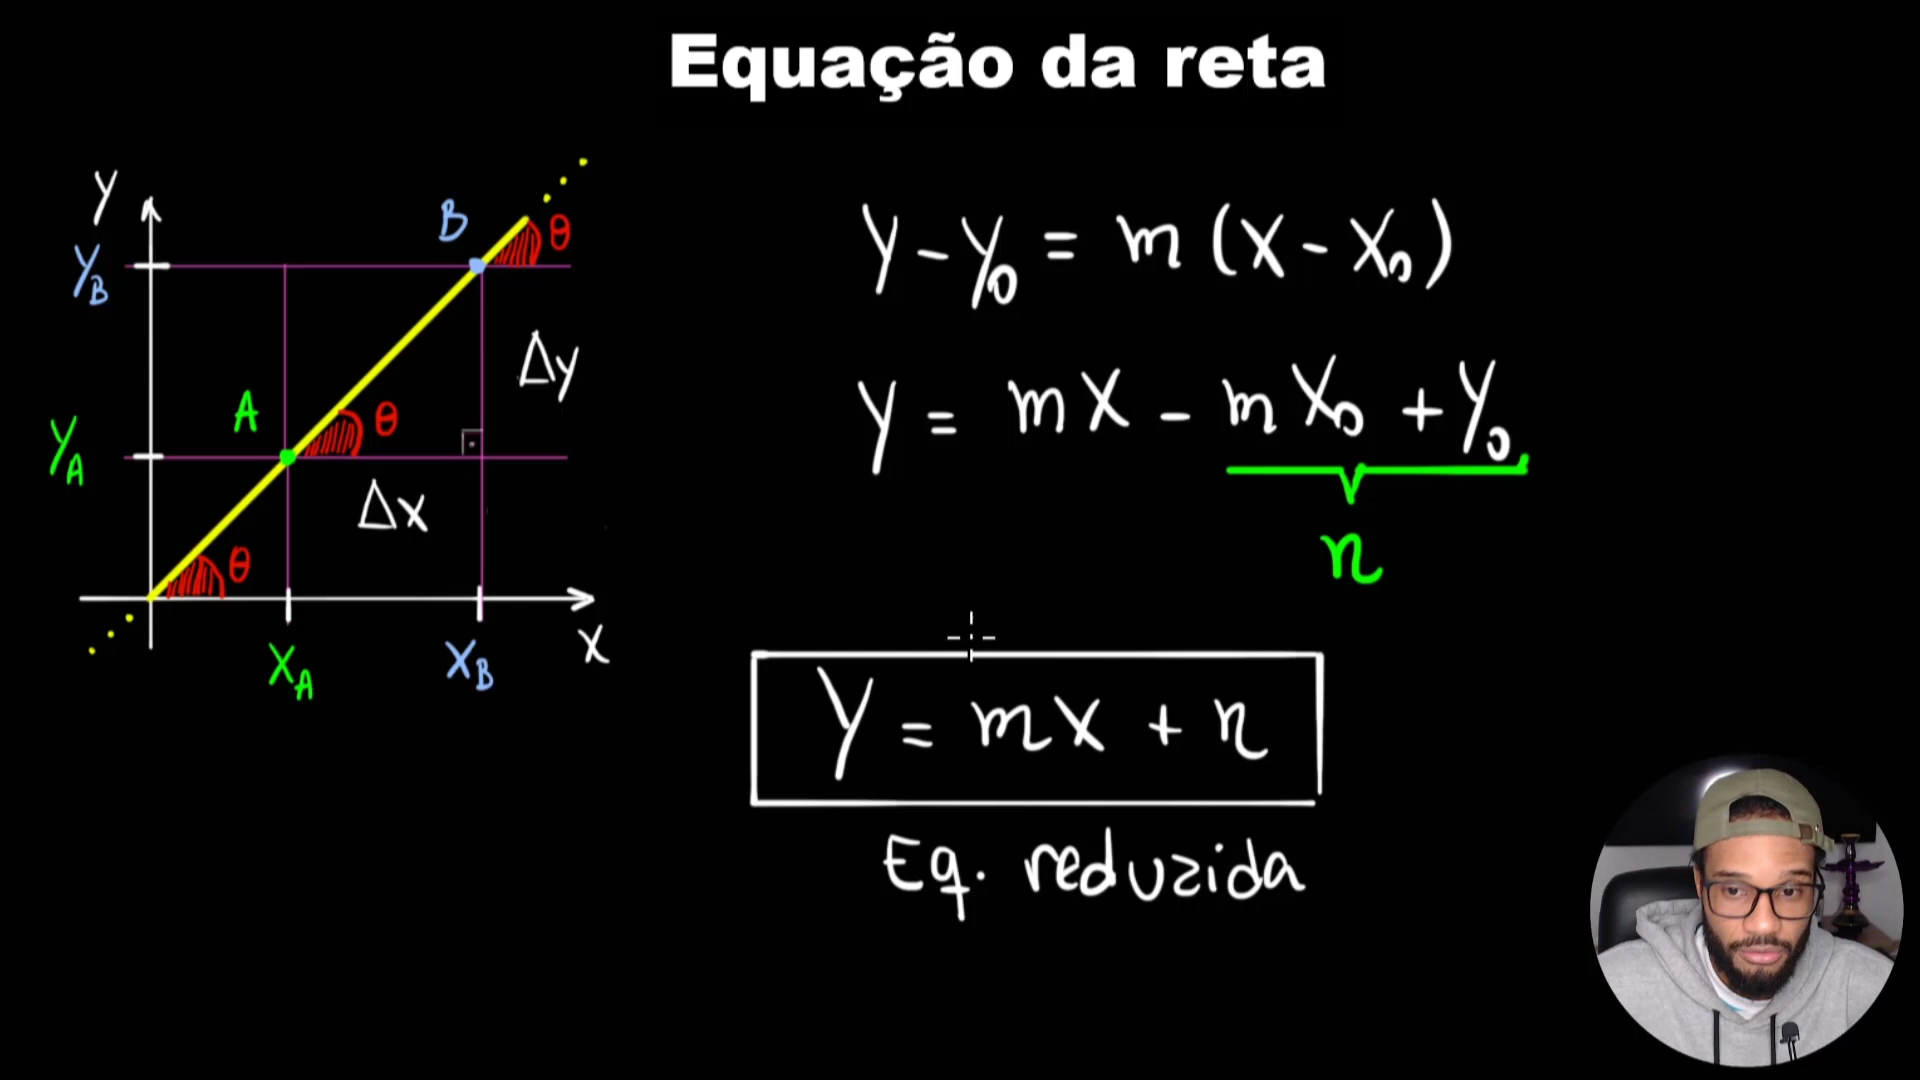 Equação da reta
Y
Y_B
B
θ
Δy
A
θ
Y_A
Δx
θ
X_A
X_B
X
Y - Y₀ = m (X - X₀)
Y = mX - mX₀ + Y₀
n
Y = mX + n
Eq. reduzida